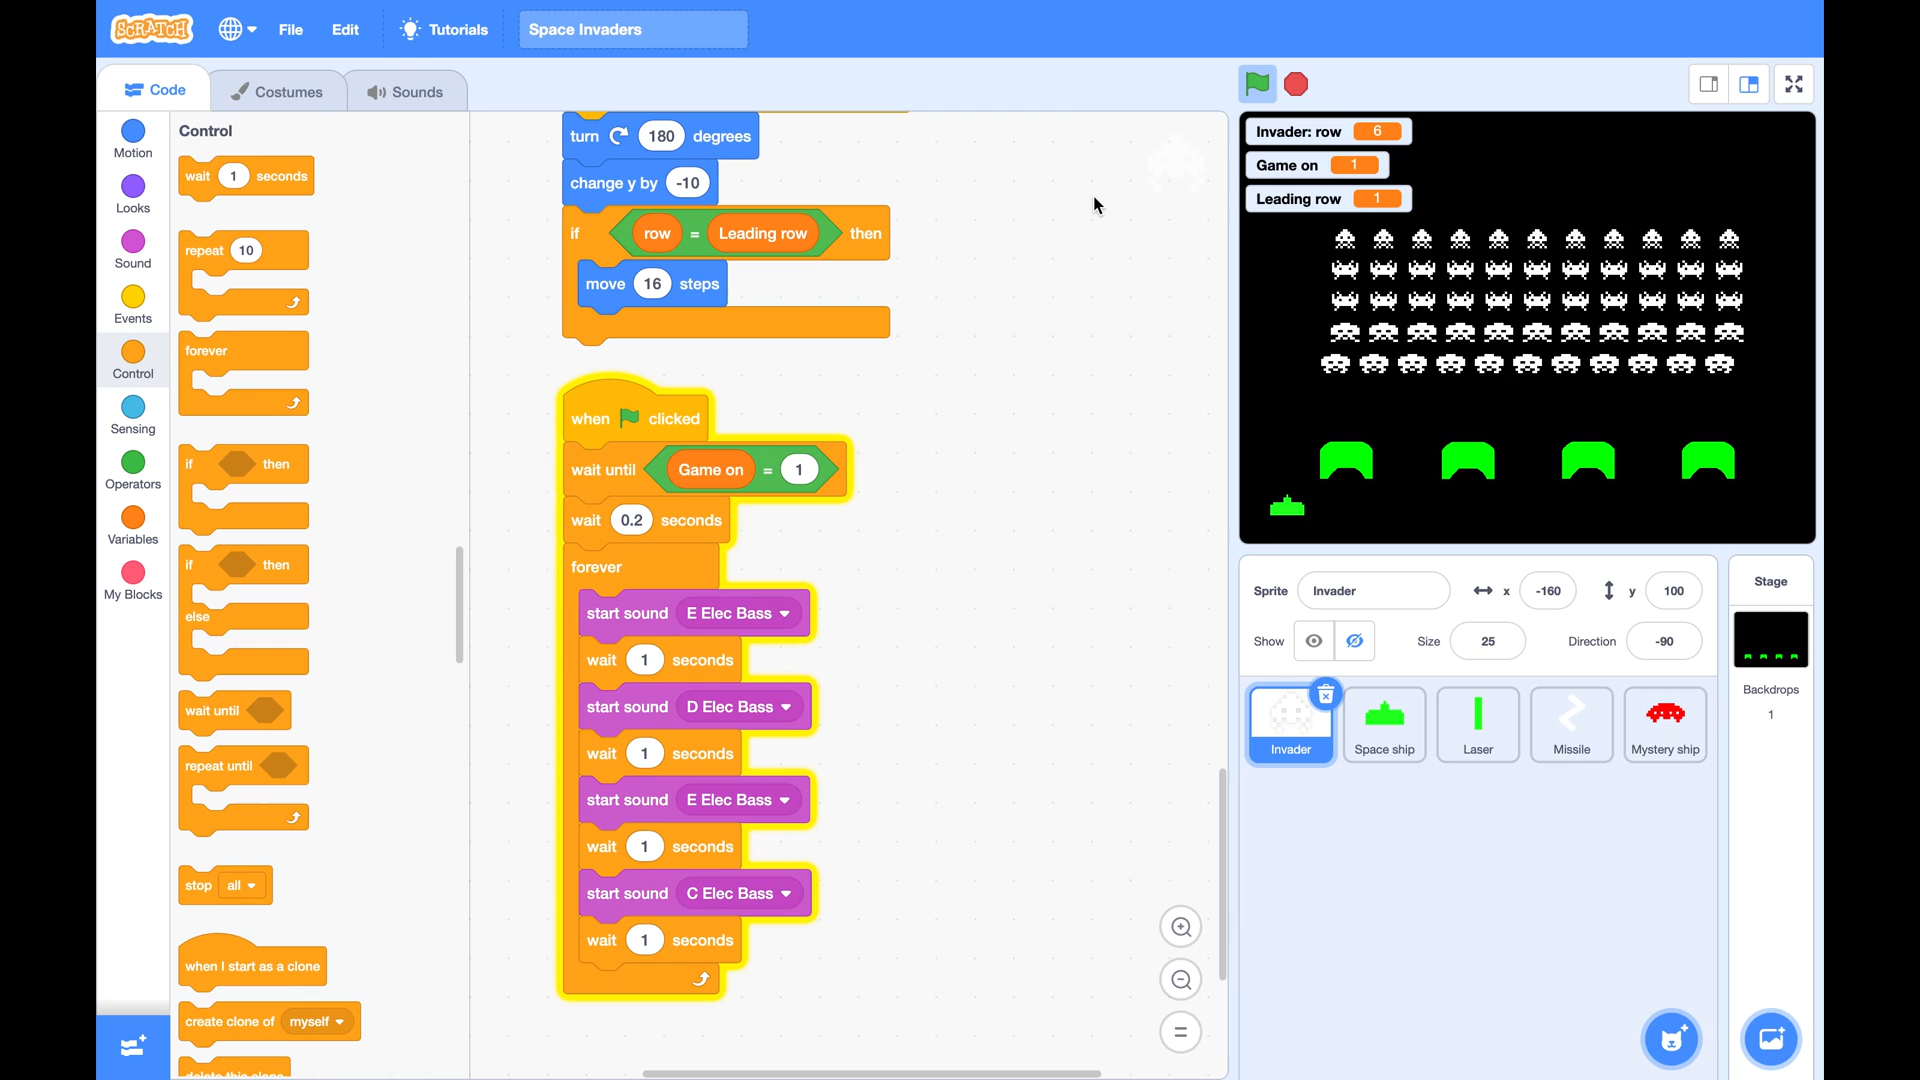 SCRATCH
File
Edit
Tutorials
Space Invaders
Code
Costumes
Sounds
Motion
Looks
Sound
Events
Control
Sensing
Operators
Variables
My Blocks
Control
wait 1 seconds
repeat 10
forever
if then
if then
else
wait until
repeat until
stop all
when I start as a clone
create clone of myself
delete this clone
turn 180 degrees
change y by -10
if row = Leading row then
move 16 steps
when clicked
wait until Game on = 1
wait 0.2 seconds
forever
start sound E Elec Bass
wait 1 seconds
start sound D Elec Bass
wait 1 seconds
start sound E Elec Bass
wait 1 seconds
start sound C Elec Bass
wait 1 seconds
Invader: row 6
Game on 1
Leading row 1
Sprite Invader x -160 y 100
Show Size 25 Direction -90
Invader
Space ship
Laser
Missile
Mystery ship
Stage
Backdrops
1